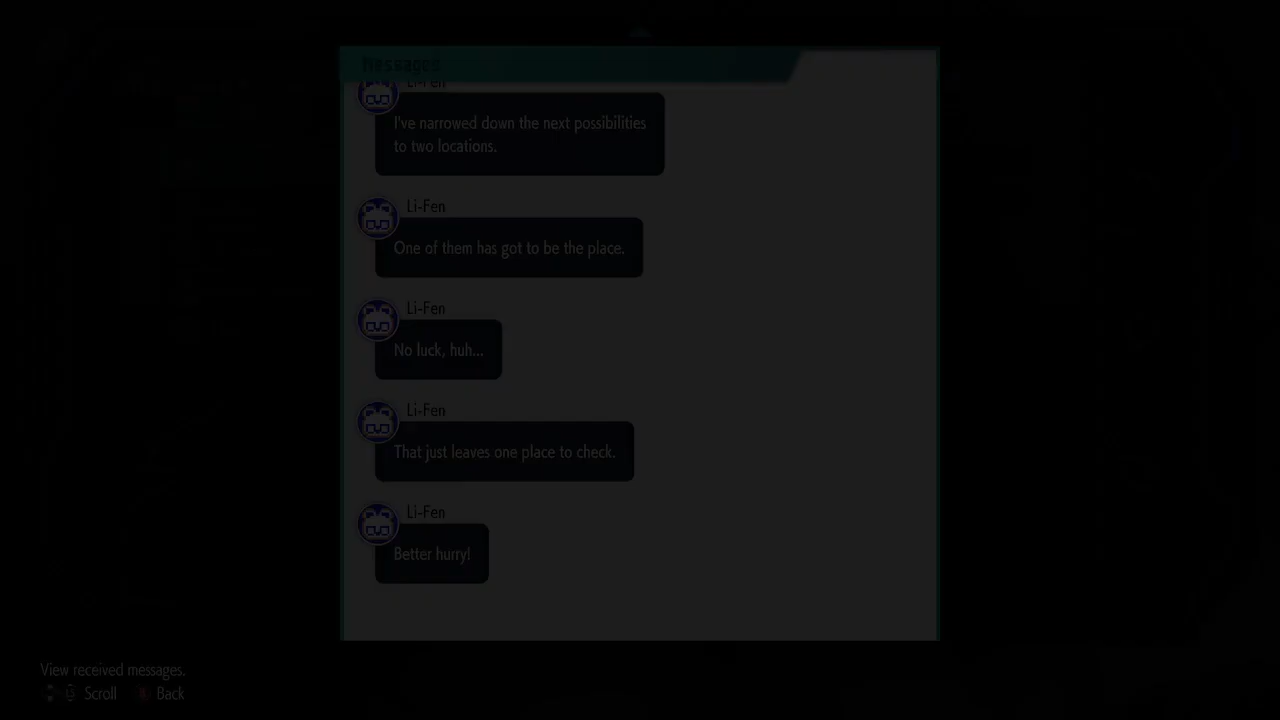 Messages
Li-Fen
I've narrowed down the next possibilities
to two locations.
Li-Fen
One of them has got to be the place.
Li-Fen
No luck, huh...
Li-Fen
That just leaves one place to check.
Li-Fen
Better hurry!
View received messages.
LS Scroll B Back